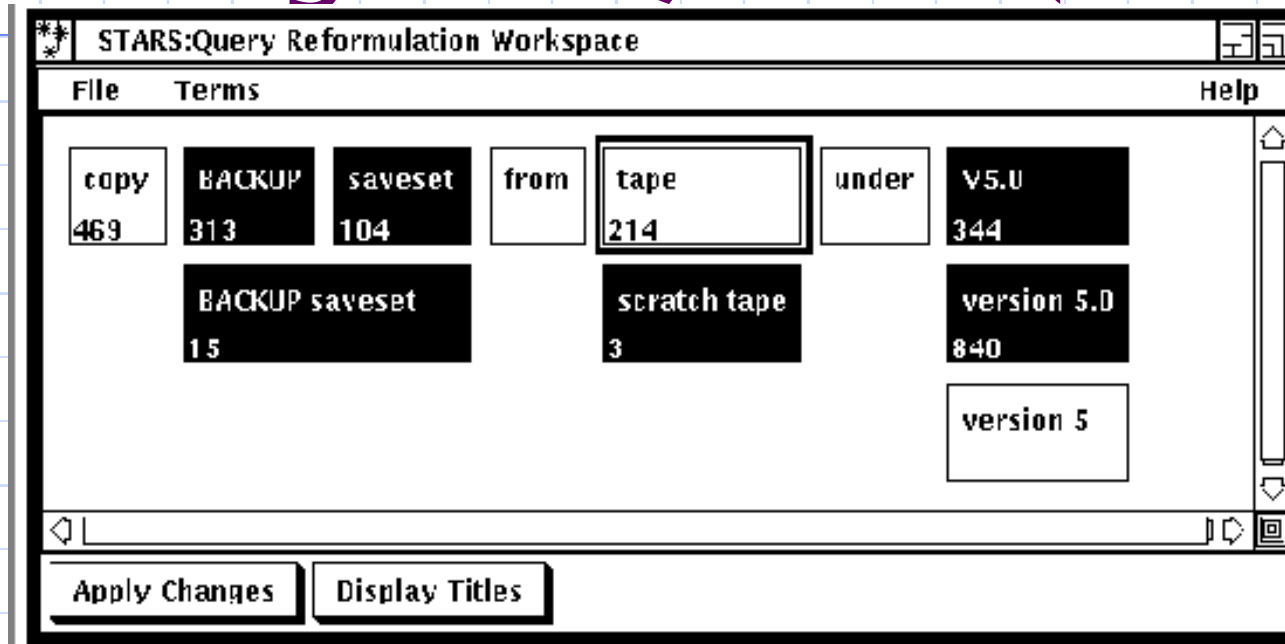 STARS:Query Reformulation Workspace
File Terms Help
copy BACKUP saveset from tape under V5.0
469 313 104 214 344
BACKUP saveset scratch tape version 5.0
15 3 840
version 5
Apply Changes Display Titles